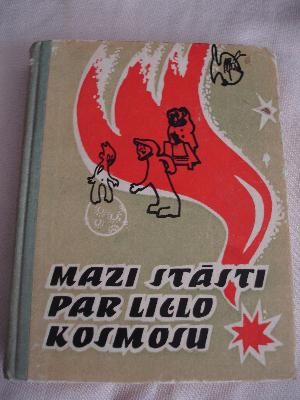 MAZI STĀSTI
PAR LIELO
KOSMOSU